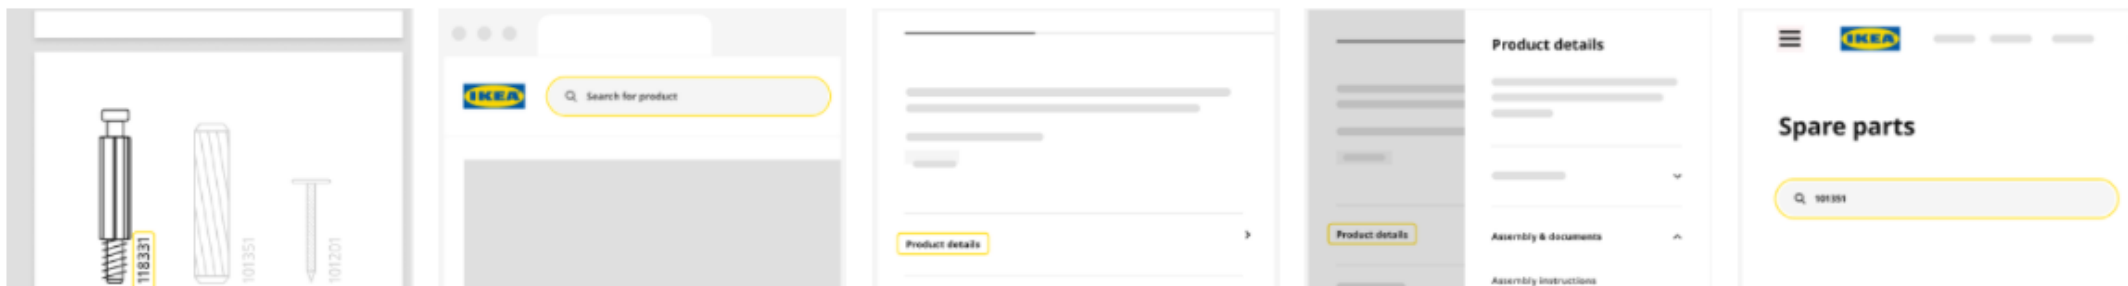 118331
101351
101201
IKEA
Search for product
Product details
Product details
Product details
Assembly & documents
Assembly instructions
IKEA
Spare parts
101351